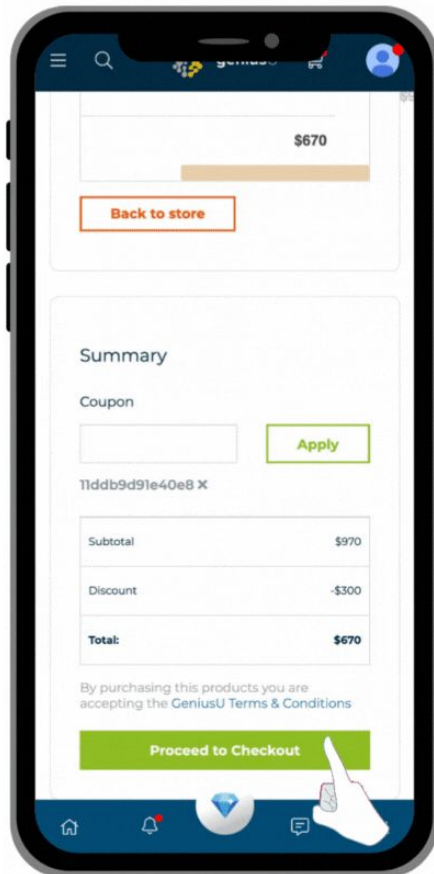 geniusU
$670
Back to store
Summary
Coupon
Apply
11ddb9d91e40e8 ×
Subtotal $970
Discount -$300
Total: $670
By purchasing this products you are
accepting the GeniusU Terms & Conditions
Proceed to Checkout